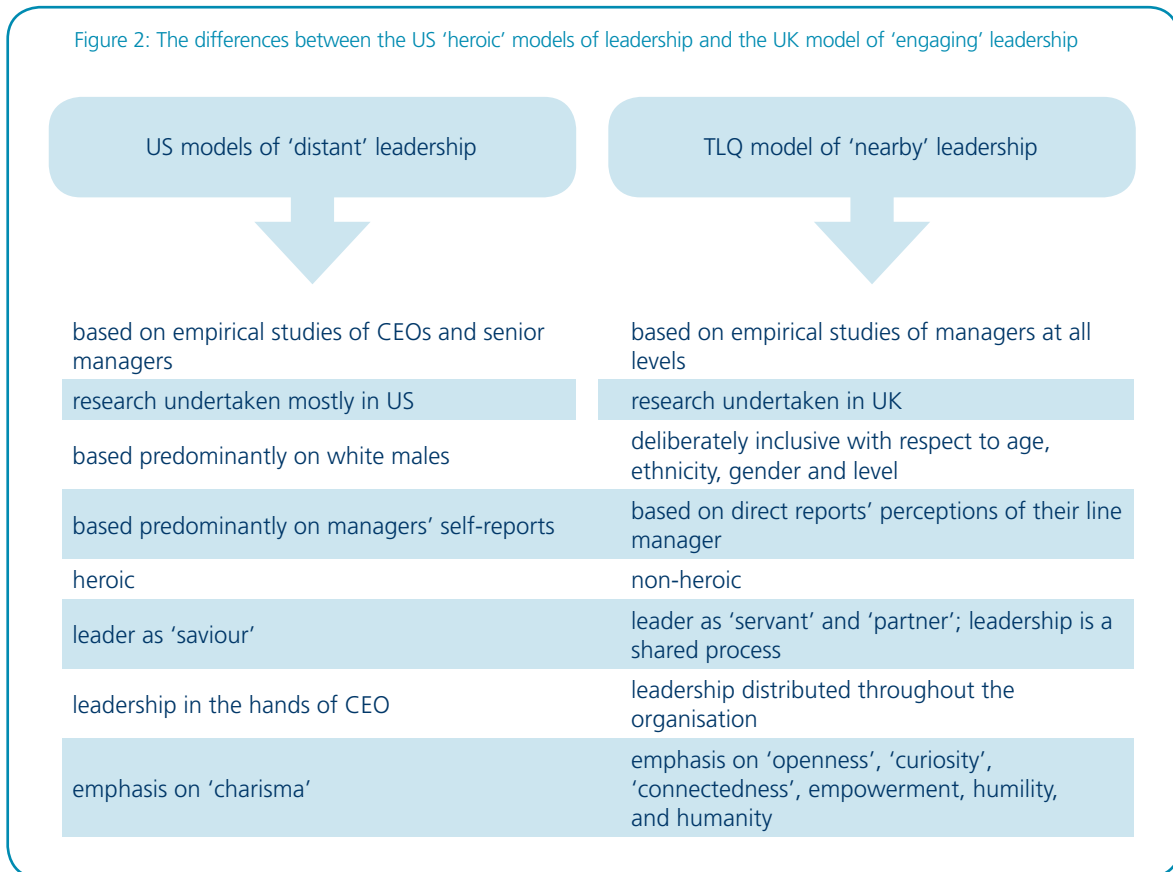 Figure 2: The differences between the US ‘heroic’ models of leadership and the UK model of ‘engaging’ leadership
US models of ‘distant’ leadership
TLQ model of ‘nearby’ leadership
based on empirical studies of CEOs and senior
managers
based on empirical studies of managers at all
levels
research undertaken mostly in US
research undertaken in UK
based predominantly on white males
deliberately inclusive with respect to age,
ethnicity, gender and level
based predominantly on managers’ self-reports
based on direct reports’ perceptions of their line
manager
heroic
non-heroic
leader as ‘saviour’
leader as ‘servant’ and ‘partner’; leadership is a
shared process
leadership in the hands of CEO
leadership distributed throughout the
organisation
emphasis on ‘charisma’
emphasis on ‘openness’, ‘curiosity’,
‘connectedness’, empowerment, humility,
and humanity